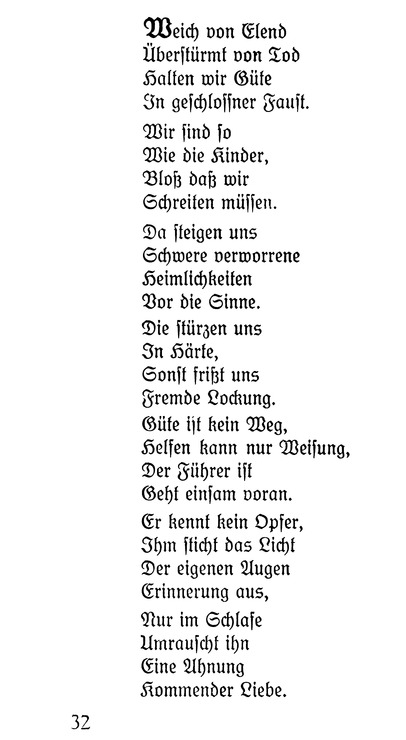 Weich von Elend
Überstürmt von Tod
Halten wir Güte
In geschlossner Faust.
Wir sind so
Wie die Kinder,
Bloß daß wir
Schreiten müssen.
Da steigen uns
Schwere verworrene
Heimlichkeiten
Vor die Sinne.
Die stürzen uns
In Härte,
Sonst frißt uns
Fremde Lockung.
Güte ist kein Weg,
Helfen kann nur Weisung,
Der Führer ist
Geht einsam voran.
Er kennt kein Opfer,
Ihm sticht das Licht
Der eigenen Augen
Erinnerung aus,
Nur im Schlafe
Umrauscht ihn
Eine Ahnung
Kommender Liebe.
32